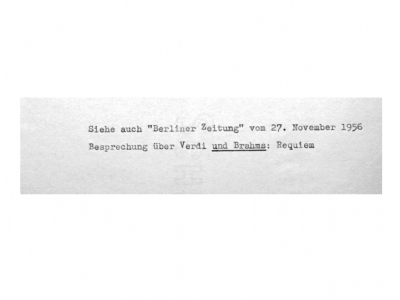 Siehe auch "Berliner Zeitung" vom 27. November 1956
Besprechung über Verdi und Brahms: Requiem